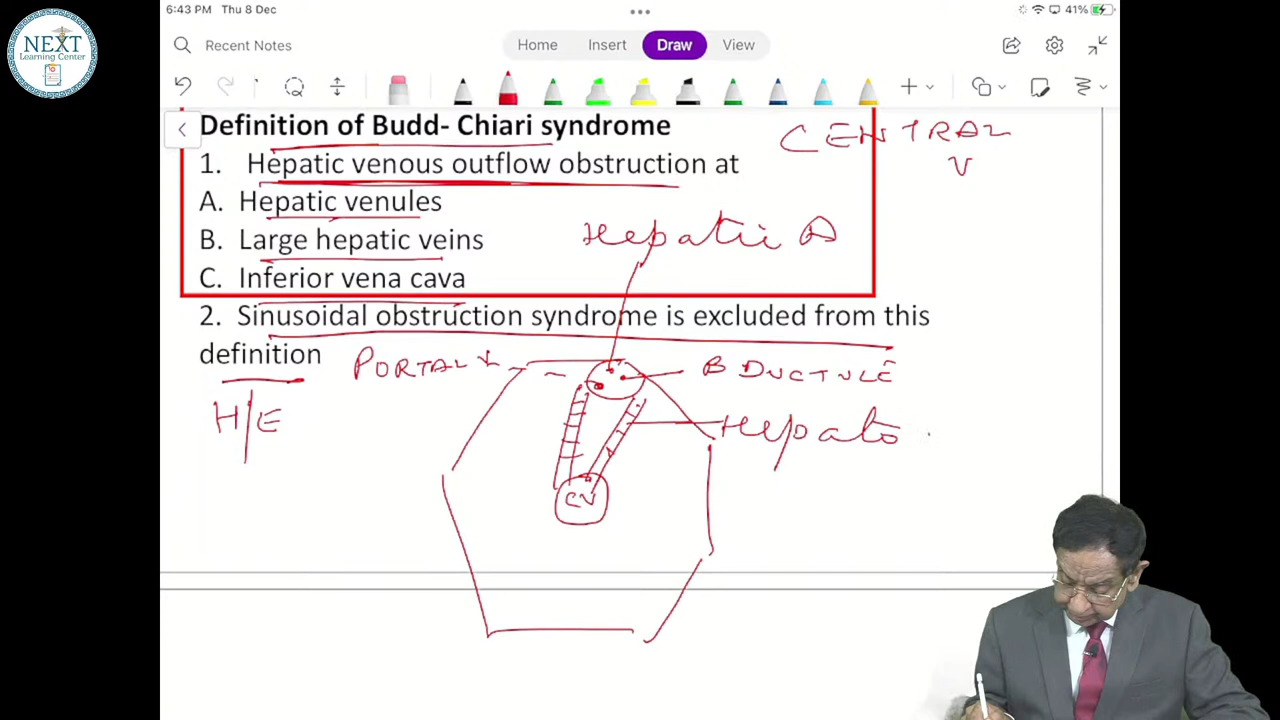 6:43 PM Thu 8 Dec
41%
NEXT
Learning Center
Recent Notes
Home Insert Draw View
Definition of Budd- Chiari syndrome
CENTRAL
V
1. Hepatic venous outflow obstruction at
A. Hepatic venules
Hepatic A
B. Large hepatic veins
C. Inferior vena cava
2. Sinusoidal obstruction syndrome is excluded from this
definition
PORTAL V
B DUCTULE
H/E
Hepato
CV